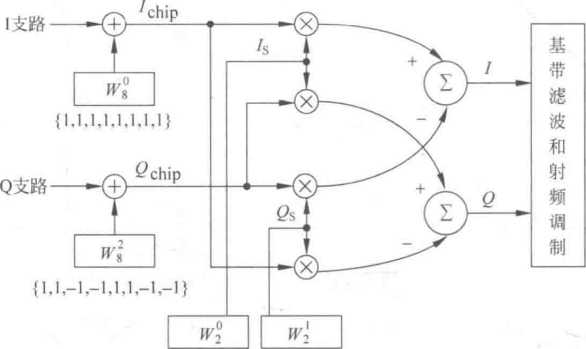 I支路
I_chip
W_8^0
{1,1,1,1,1,1,1,1}
I_S
+
−
Σ
I
Q支路
Q_chip
W_8^2
{1,1,−1,−1,1,1,−1,−1}
Q_S
+
−
Σ
Q
W_2^0
W_2^1
基带滤波和射频调制